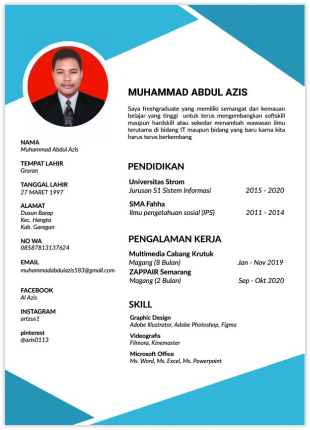 MUHAMMAD ABDUL AZIS
Saya freshgraduate yang memiliki semangat dan kemauan
belajar yang tinggi untuk terus mengembangkan softskill
maupun hardskill atau sekedar menambah wawasan ilmu
terutama di bidang IT maupun bidang yang baru karna kita
harus terus berkembang
NAMA
Muhammad Abdul Azis
TEMPAT LAHIR
Groran
TANGGAL LAHIR
27 MARET 1997
ALAMAT
Dusun Barap
Kec. Hangta
Kab. Garagan
NO WA
08587813137624
EMAIL
muhammadabdulazis583@gmail.com
FACEBOOK
Al Azis
INSTAGRAM
artzus1
pinterest
@azis0113
PENDIDIKAN
Universitas Strom
Jurusan S1 Sistem Informasi 2015 - 2020
SMA Fahha
Ilmu pengetahuan sosial (IPS) 2011 - 2014
PENGALAMAN KERJA
Multimedia Cabang Krutuk
Magang (8 Bulan) Jan - Nov 2019
ZAPPAIR Semarang
Magang (2 Bulan) Sep - Okt 2020
SKILL
Graphic Design
Adobe Illustrator, Adobe Photoshop, Figma
Videografis
Filmora, Kinemaster
Microsoft Office
Ms. Word, Ms. Excel, Ms. Powerpoint